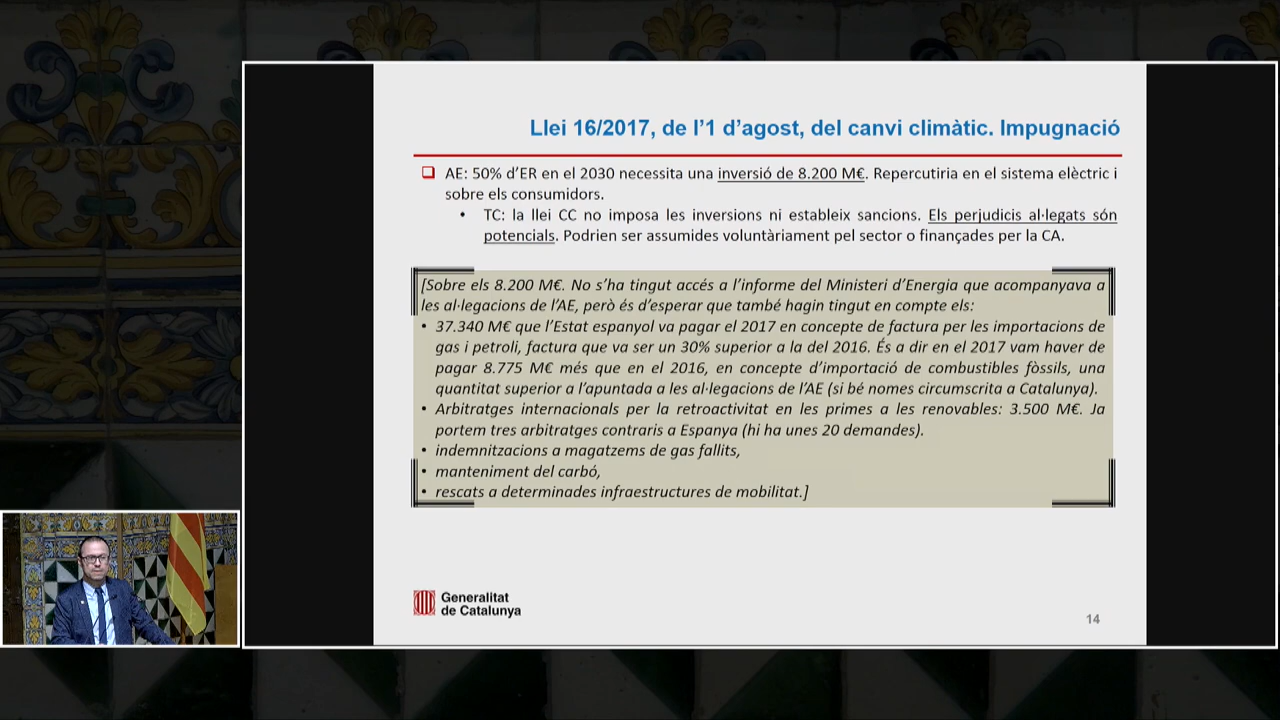 Llei 16/2017, de l'1 d'agost, del canvi climàtic. Impugnació
AE: 50% d'ER en el 2030 necessita una inversió de 8.200 M€. Repercutiria en el sistema elèctric i
sobre els consumidors.
• TC: la llei CC no imposa les inversions ni estableix sancions. Els perjudicis al·legats són
potencials. Podrien ser assumides voluntàriament pel sector o finançades per la CA.
[Sobre els 8.200 M€. No s'ha tingut accés a l'informe del Ministeri d'Energia que acompanyava a
les al·legacions de l'AE, però és d'esperar que també hagin tingut en compte els:
• 37.340 M€ que l'Estat espanyol va pagar el 2017 en concepte de factura per les importacions de
gas i petroli, factura que va ser un 30% superior a la del 2016. És a dir en el 2017 vam haver de
pagar 8.775 M€ més que en el 2016, en concepte d'importació de combustibles fòssils, una
quantitat superior a l'apuntada a les al·legacions de l'AE (si bé nomes circumscrita a Catalunya).
• Arbitratges internacionals per la retroactivitat en les primes a les renovables: 3.500 M€. Ja
portem tres arbitratges contraris a Espanya (hi ha unes 20 demandes).
• indemnitzacions a magatzems de gas fallits,
• manteniment del carbó,
• rescats a determinades infraestructures de mobilitat.]
Generalitat
de Catalunya
14